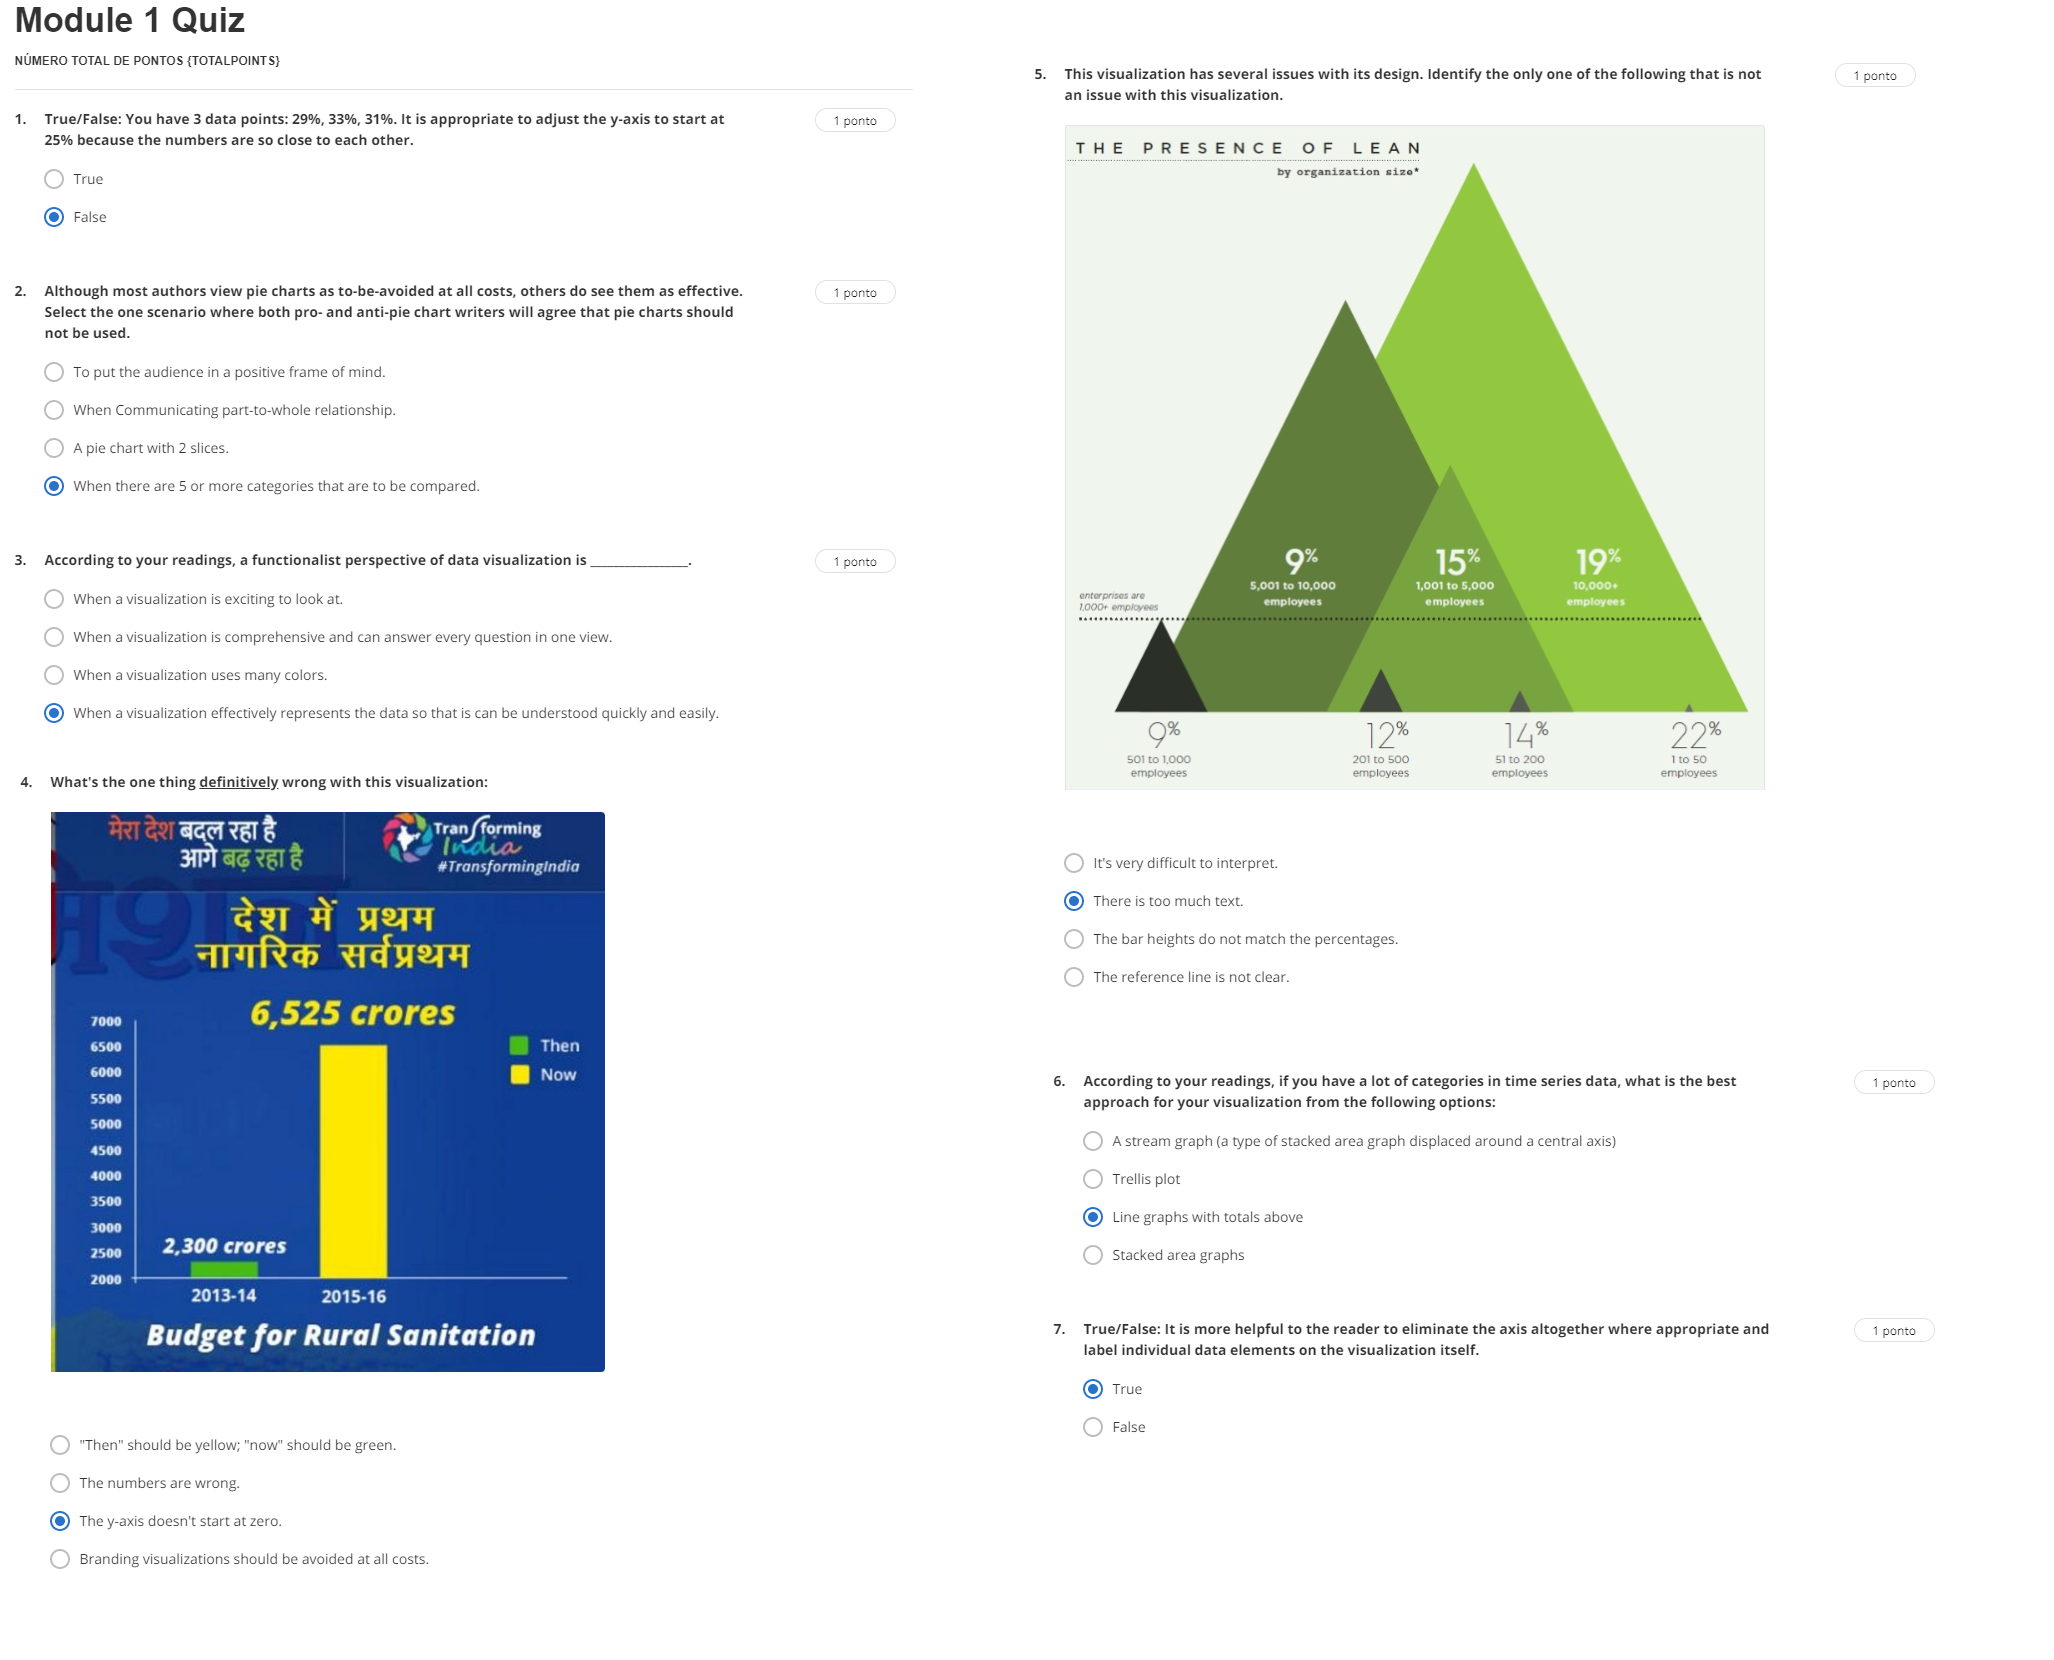 Module 1 Quiz
NÚMERO TOTAL DE PONTOS {TOTALPOINTS}
1. True/False: You have 3 data points: 29%, 33%, 31%. It is appropriate to adjust the y-axis to start at
25% because the numbers are so close to each other.
1 ponto
True
False
2. Although most authors view pie charts as to-be-avoided at all costs, others do see them as effective.
Select the one scenario where both pro- and anti-pie chart writers will agree that pie charts should
not be used.
1 ponto
To put the audience in a positive frame of mind.
When Communicating part-to-whole relationship.
A pie chart with 2 slices.
When there are 5 or more categories that are to be compared.
3. According to your readings, a functionalist perspective of data visualization is ______________.
1 ponto
When a visualization is exciting to look at.
When a visualization is comprehensive and can answer every question in one view.
When a visualization uses many colors.
When a visualization effectively represents the data so that is can be understood quickly and easily.
4. What's the one thing definitively wrong with this visualization:
मेरा देश बदल रहा है
आगे बढ़ रहा है
Transforming
India
#TransformingIndia
देश में प्रथम
नागरिक सर्वप्रथम
6,525 crores
7000
6500
6000
5500
5000
4500
4000
3500
3000
2500
2000
Then
Now
2,300 crores
2013-14 2015-16
Budget for Rural Sanitation
"Then" should be yellow; "now" should be green.
The numbers are wrong.
The y-axis doesn't start at zero.
Branding visualizations should be avoided at all costs.
5. This visualization has several issues with its design. Identify the only one of the following that is not
an issue with this visualization.
1 ponto
THE PRESENCE OF LEAN
by organization size*
9% 15% 19%
5,001 to 10,000 1,001 to 5,000 10,000+
employees employees employees
enterprises are
1,000+ employees
9% 12% 14% 22%
501 to 1,000 201 to 500 51 to 200 1 to 50
employees employees employees employees
It's very difficult to interpret.
There is too much text.
The bar heights do not match the percentages.
The reference line is not clear.
6. According to your readings, if you have a lot of categories in time series data, what is the best
approach for your visualization from the following options:
1 ponto
A stream graph (a type of stacked area graph displaced around a central axis)
Trellis plot
Line graphs with totals above
Stacked area graphs
7. True/False: It is more helpful to the reader to eliminate the axis altogether where appropriate and
label individual data elements on the visualization itself.
1 ponto
True
False